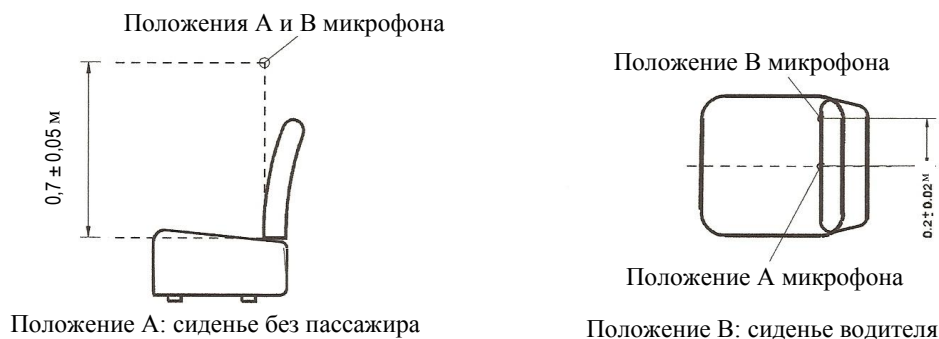 Положения А и В микрофона
0,7 ± 0,05 м
Положение А: сиденье без пассажира
Положение В микрофона
0.2± 0.02м
Положение А микрофона
Положение В: сиденье водителя